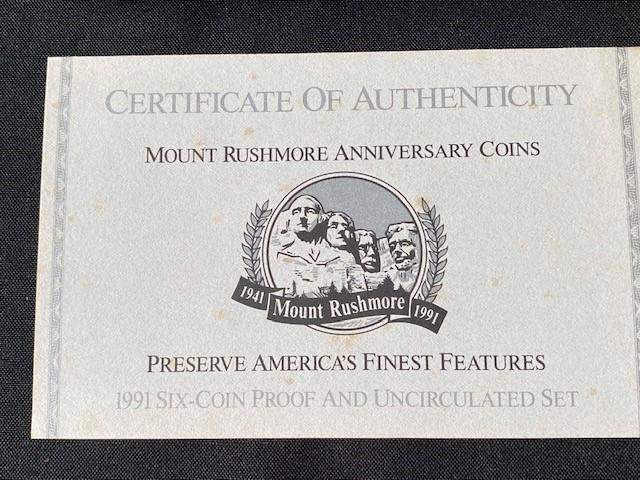 CERTIFICATE OF AUTHENTICITY
MOUNT RUSHMORE ANNIVERSARY COINS
1941 Mount Rushmore 1991
PRESERVE AMERICA'S FINEST FEATURES
1991 SIX-COIN PROOF AND UNCIRCULATED SET